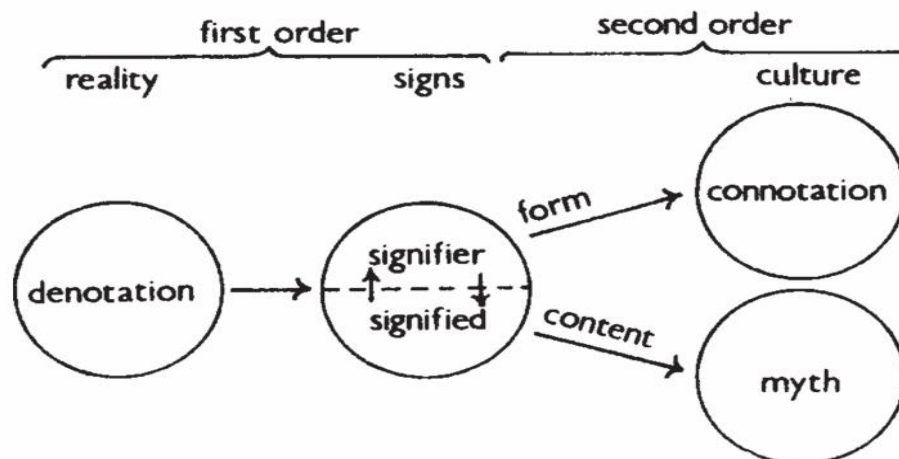 first order
second order
reality
signs
culture
connotation
form
signifier
denotation
signified
content
myth